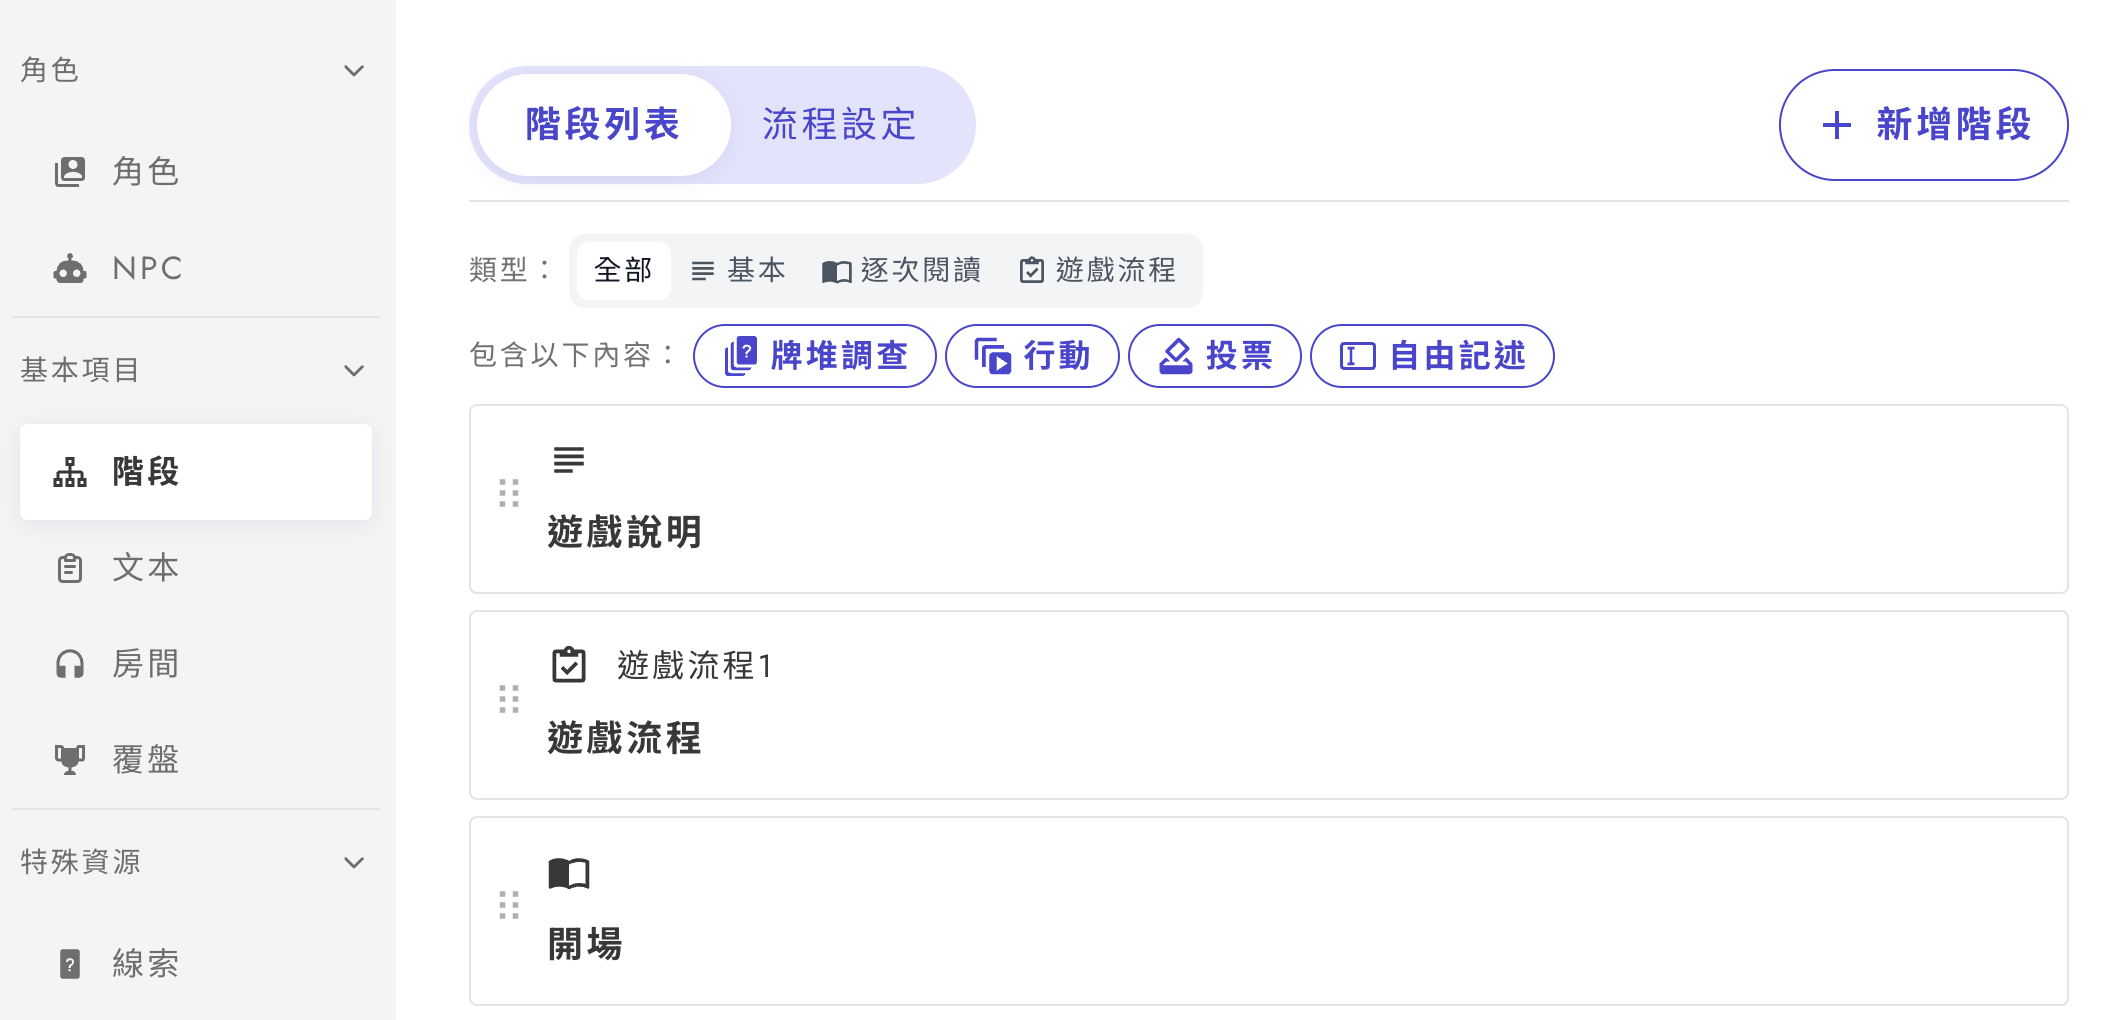 角色
角色
NPC
基本項目
階段
文本
房間
覆盤
特殊資源
線索
階段列表 流程設定
新增階段
類型： 全部 基本 逐次閱讀 遊戲流程
包含以下內容： 牌堆調查 行動 投票 自由記述
遊戲說明
遊戲流程1
遊戲流程
開場